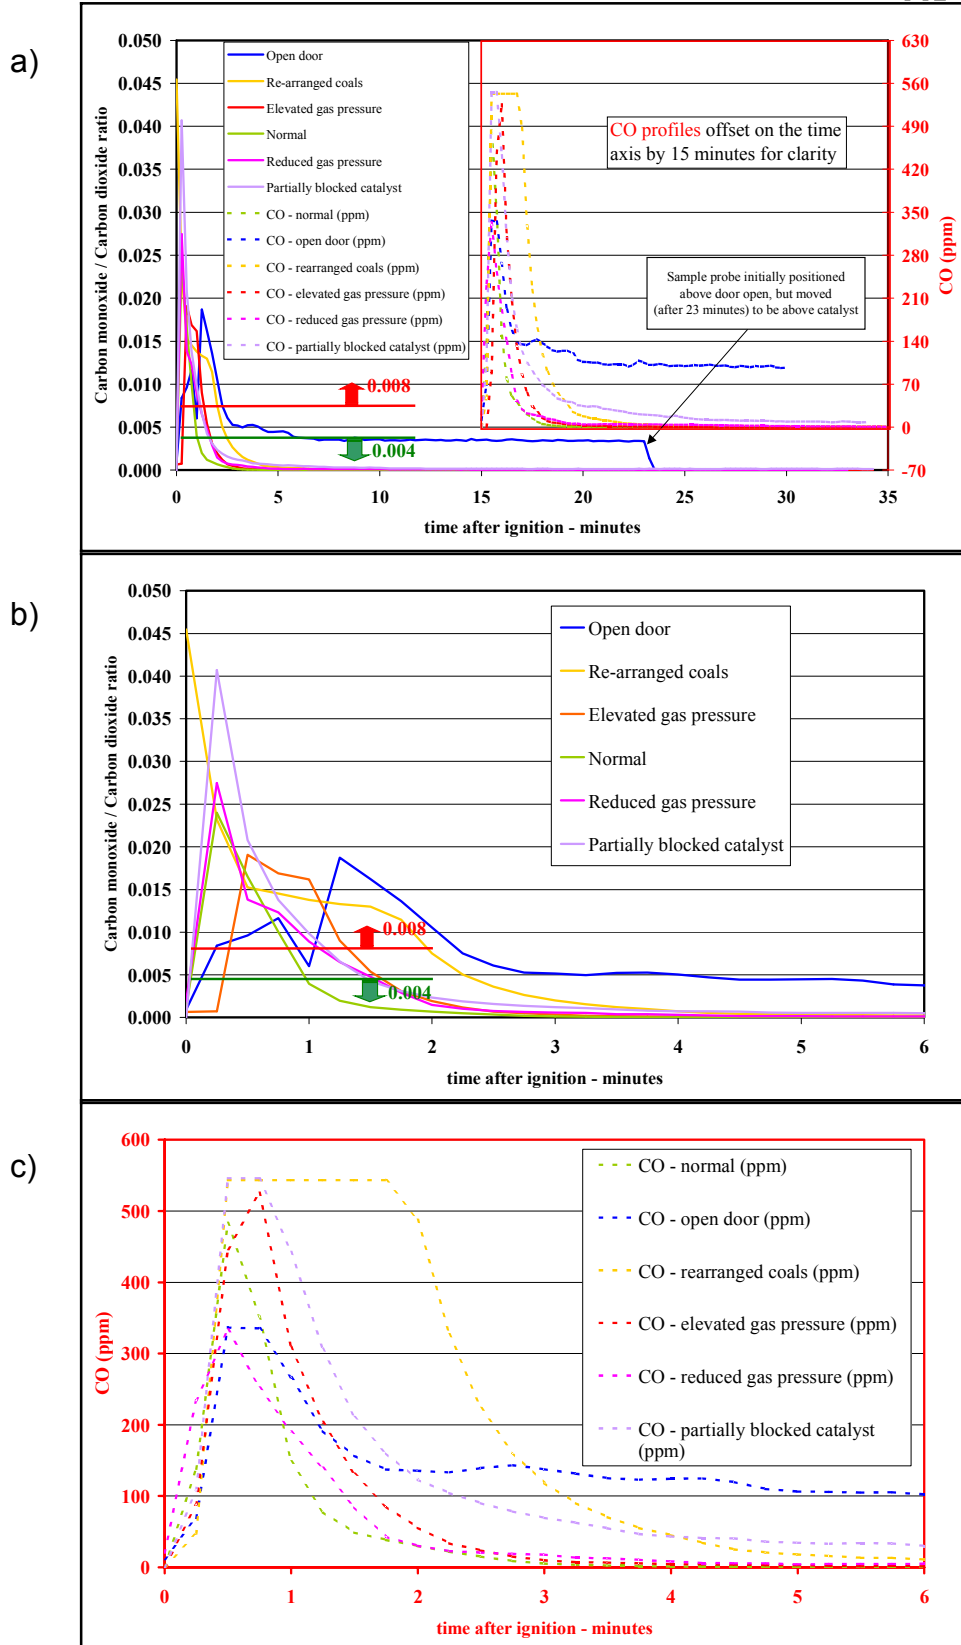 a)
0.050
0.045
0.040
0.035
0.030
0.025
0.020
0.015
0.010
0.005
0.000
Carbon monoxide / Carbon dioxide ratio
Open door
Re-arranged coals
Elevated gas pressure
Normal
Reduced gas pressure
Partially blocked catalyst
CO - normal (ppm)
CO - open door (ppm)
CO - rearranged coals (ppm)
CO - elevated gas pressure (ppm)
CO - reduced gas pressure (ppm)
CO - partially blocked catalyst (ppm)
CO profiles offset on the time
axis by 15 minutes for clarity
Sample probe initially positioned
above door open, but moved
(after 23 minutes) to be above catalyst
0.008
0.004
630
560
490
420
350
280
210
140
70
0
-70
CO (ppm)
0 5 10 15 20 25 30 35
time after ignition - minutes
b)
0.050
0.045
0.040
0.035
0.030
0.025
0.020
0.015
0.010
0.005
0.000
Carbon monoxide / Carbon dioxide ratio
Open door
Re-arranged coals
Elevated gas pressure
Normal
Reduced gas pressure
Partially blocked catalyst
0.008
0.004
0 1 2 3 4 5 6
time after ignition - minutes
c)
600
500
400
300
200
100
0
CO (ppm)
CO - normal (ppm)
CO - open door (ppm)
CO - rearranged coals (ppm)
CO - elevated gas pressure (ppm)
CO - reduced gas pressure (ppm)
CO - partially blocked catalyst
(ppm)
0 1 2 3 4 5 6
time after ignition - minutes